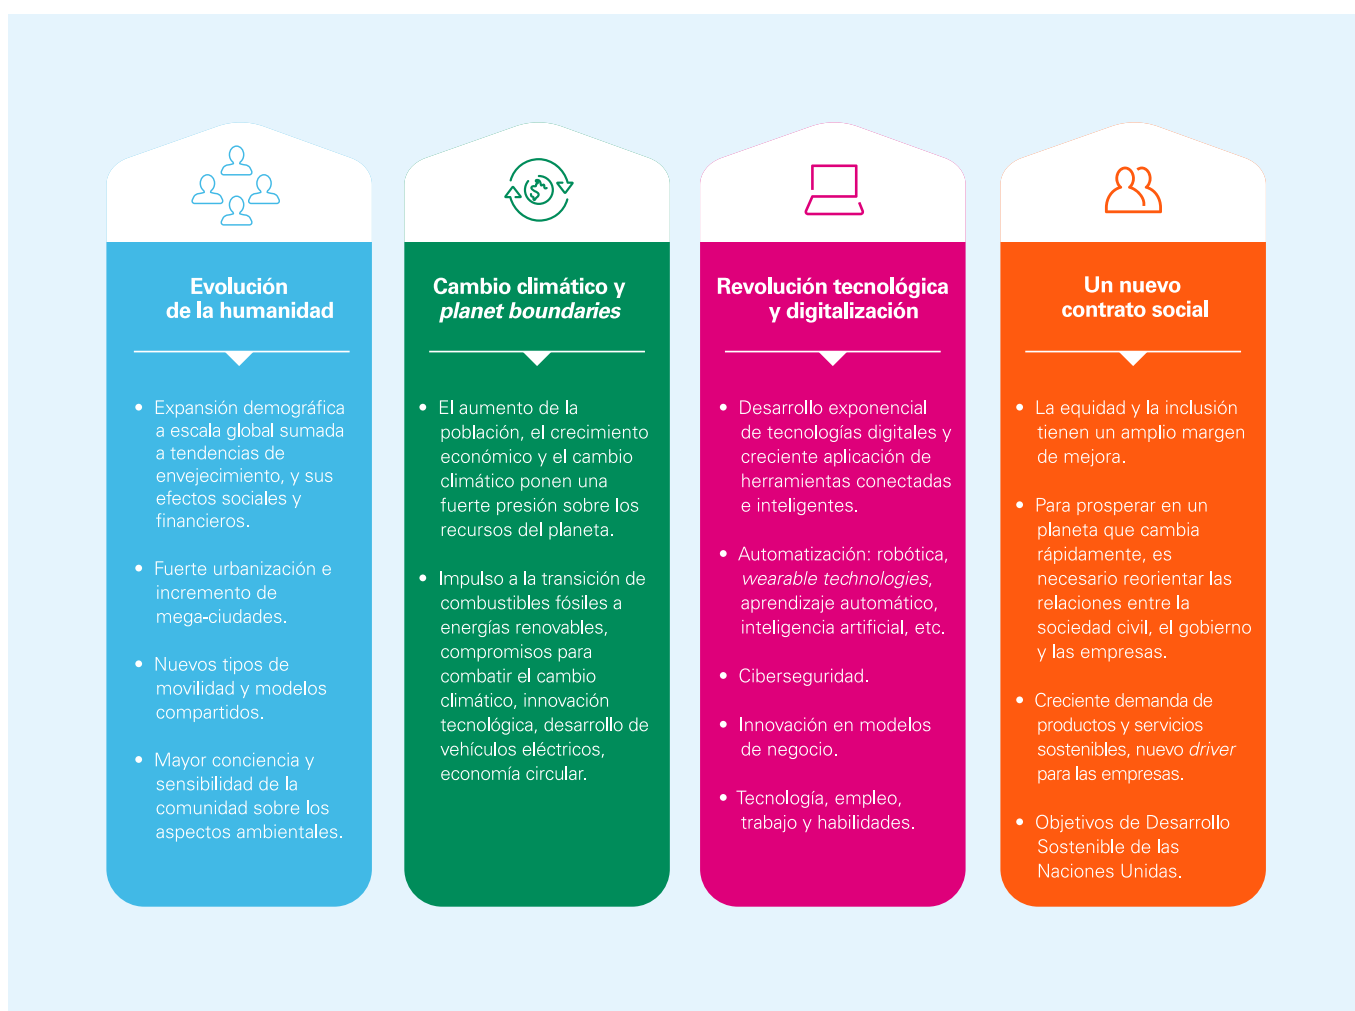 Evolución
de la humanidad
• Expansión demográfica
a escala global sumada
a tendencias de
envejecimiento, y sus
efectos sociales y
financieros.
• Fuerte urbanización e
incremento de
mega-ciudades.
• Nuevos tipos de
movilidad y modelos
compartidos.
• Mayor conciencia y
sensibilidad de la
comunidad sobre los
aspectos ambientales.
Cambio climático y
planet boundaries
• El aumento de la
población, el crecimiento
económico y el cambio
climático ponen una
fuerte presión sobre los
recursos del planeta.
• Impulso a la transición de
combustibles fósiles a
energías renovables,
compromisos para
combatir el cambio
climático, innovación
tecnológica, desarrollo de
vehículos eléctricos,
economía circular.
Revolución tecnológica
y digitalización
• Desarrollo exponencial
de tecnologías digitales y
creciente aplicación de
herramientas conectadas
e inteligentes.
• Automatización: robótica,
wearable technologies,
aprendizaje automático,
inteligencia artificial, etc.
• Ciberseguridad.
• Innovación en modelos
de negocio.
• Tecnología, empleo,
trabajo y habilidades.
Un nuevo
contrato social
• La equidad y la inclusión
tienen un amplio margen
de mejora.
• Para prosperar en un
planeta que cambia
rápidamente, es
necesario reorientar las
relaciones entre la
sociedad civil, el gobierno
y las empresas.
• Creciente demanda de
productos y servicios
sostenibles, nuevo driver
para las empresas.
• Objetivos de Desarrollo
Sostenible de las
Naciones Unidas.